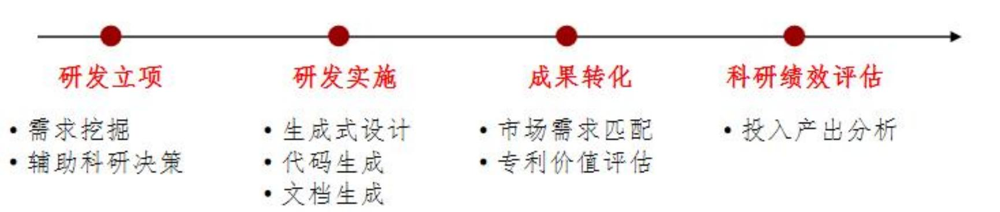 研发立项
• 需求挖掘
• 辅助科研决策
研发实施
• 生成式设计
• 代码生成
• 文档生成
成果转化
• 市场需求匹配
• 专利价值评估
科研绩效评估
• 投入产出分析